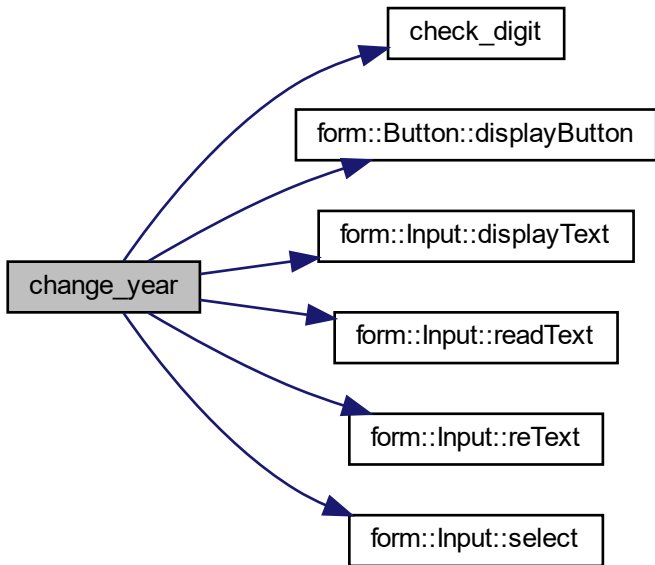 check_digit
form::Button::displayButton
form::Input::displayText
change_year
form::Input::readText
form::Input::reText
form::Input::select